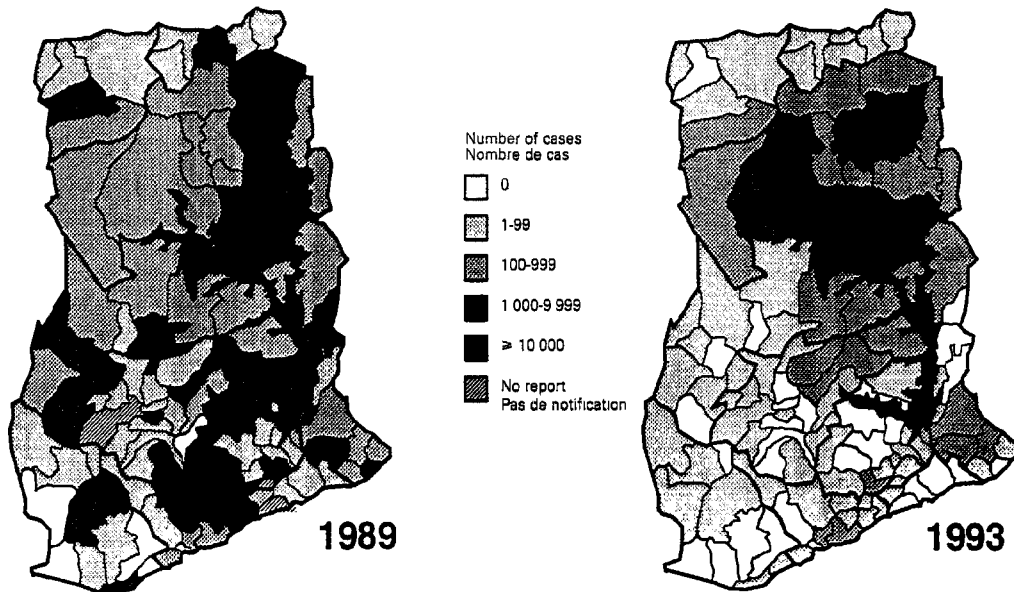 Number of cases
Nombre de cas
0
1-99
100-999
1 000-9 999
≥ 10 000
No report
Pas de notification
1989
1993